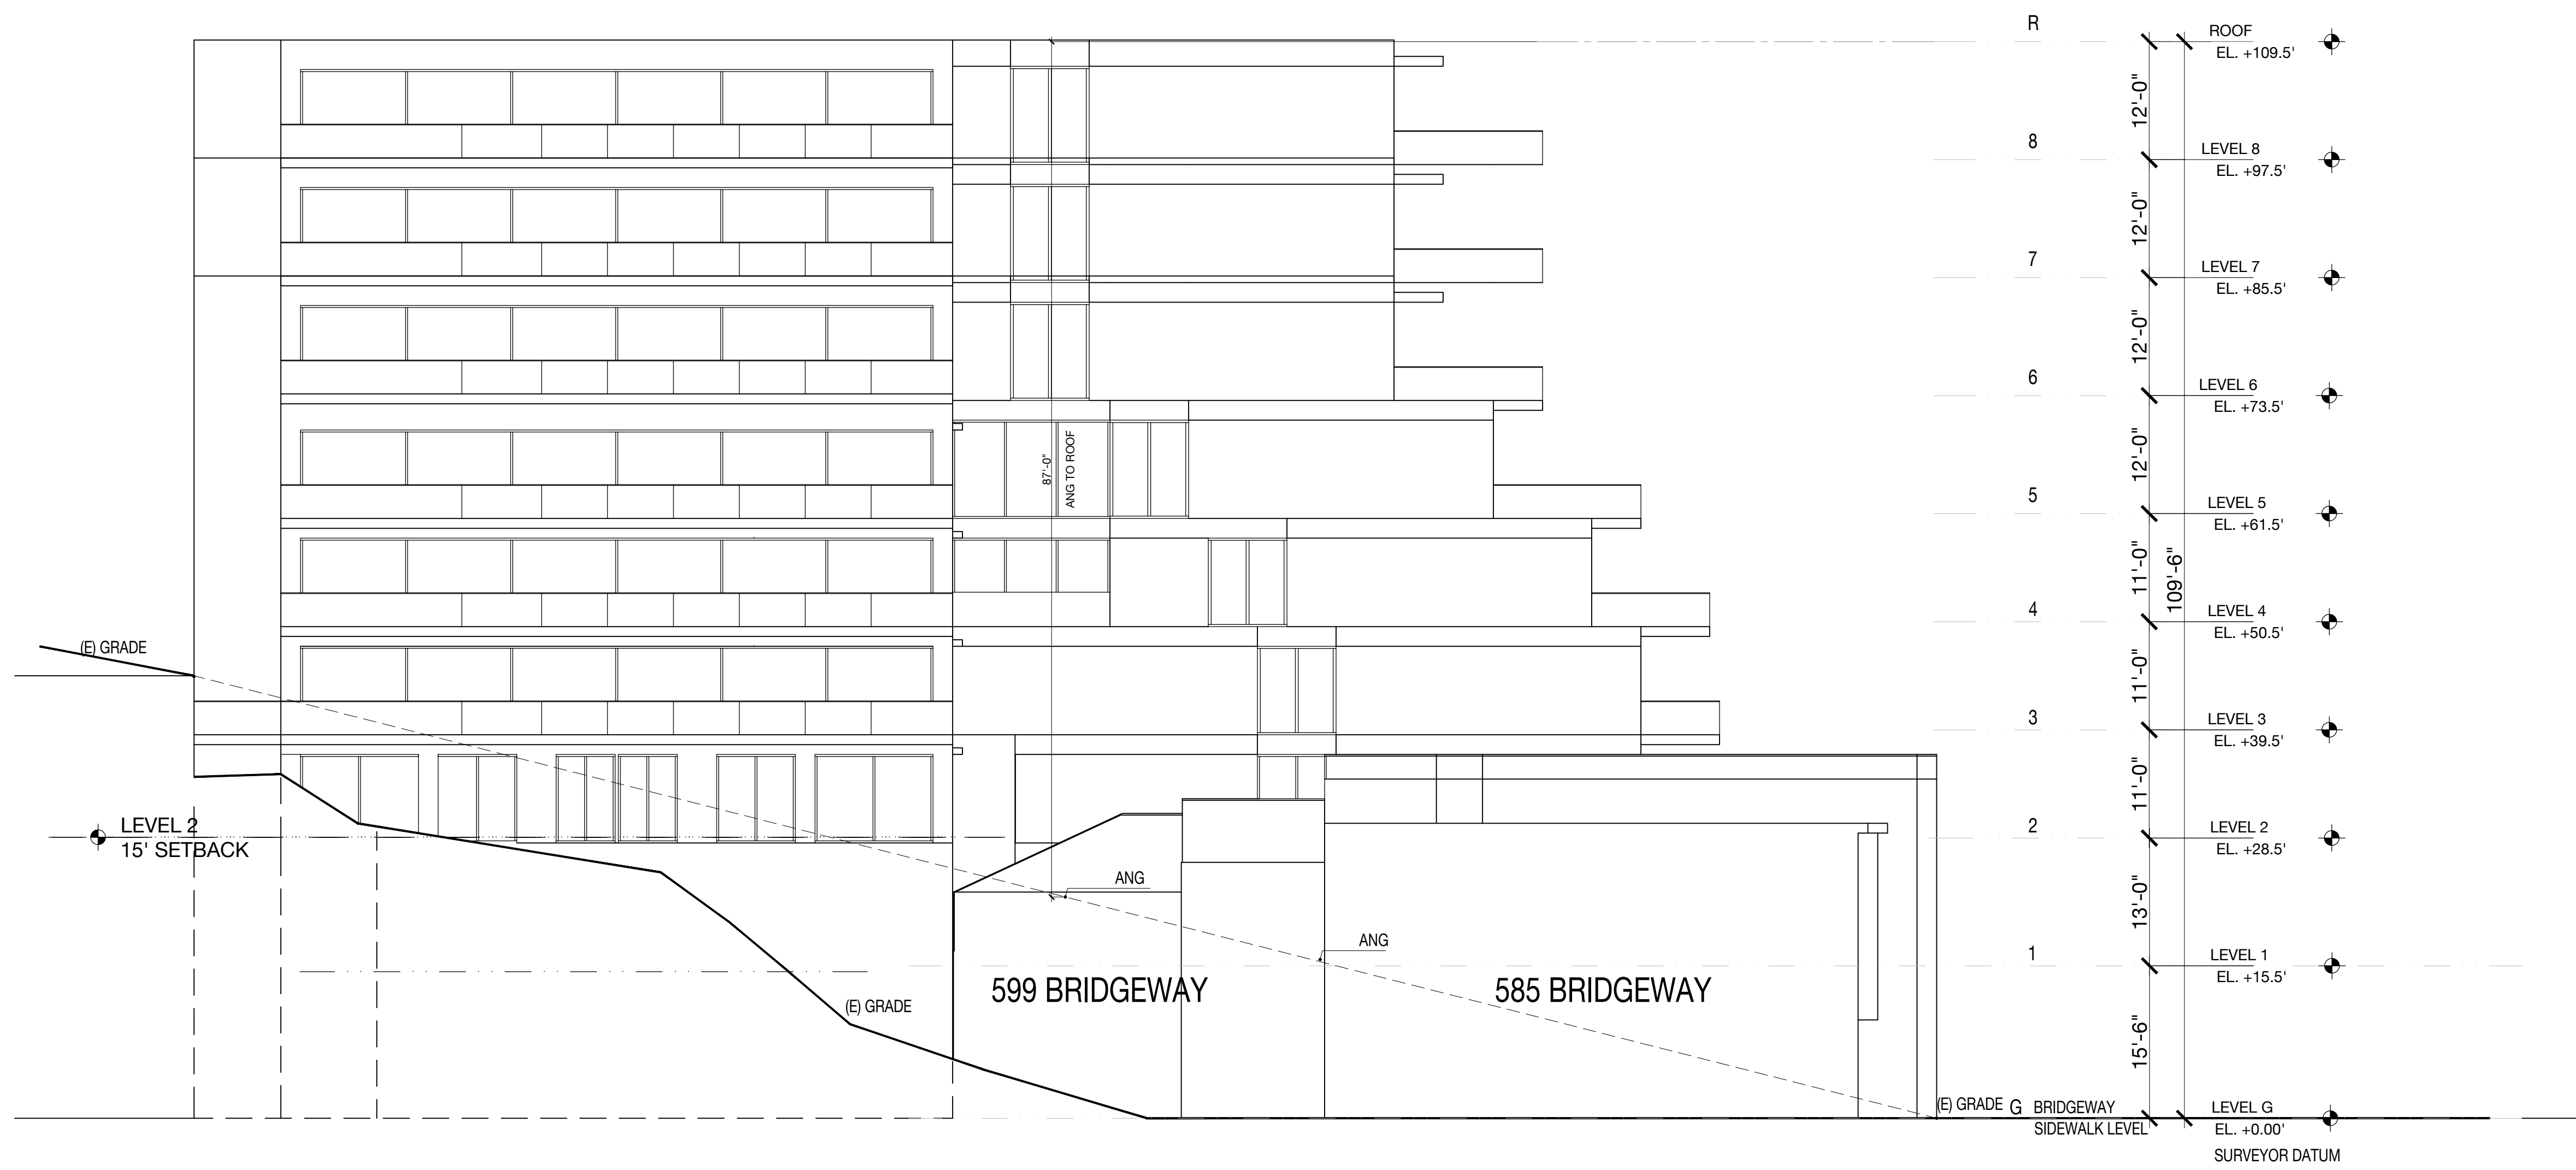 R
ROOF
EL. +109.5'
12'-0"
8
LEVEL 8
EL. +97.5'
12'-0"
7
LEVEL 7
EL. +85.5'
12'-0"
6
LEVEL 6
EL. +73.5'
12'-0"
87'-0"
ANG TO ROOF
5
LEVEL 5
EL. +61.5'
11'-0"
109'-6"
4
LEVEL 4
EL. +50.5'
(E) GRADE
11'-0"
3
LEVEL 3
EL. +39.5'
11'-0"
LEVEL 2
15' SETBACK
2
LEVEL 2
EL. +28.5'
ANG
13'-0"
ANG
1
LEVEL 1
EL. +15.5'
599 BRIDGEWAY
585 BRIDGEWAY
(E) GRADE
15'-6"
(E) GRADE
G
BRIDGEWAY
SIDEWALK LEVEL
LEVEL G
EL. +0.00'
SURVEYOR DATUM